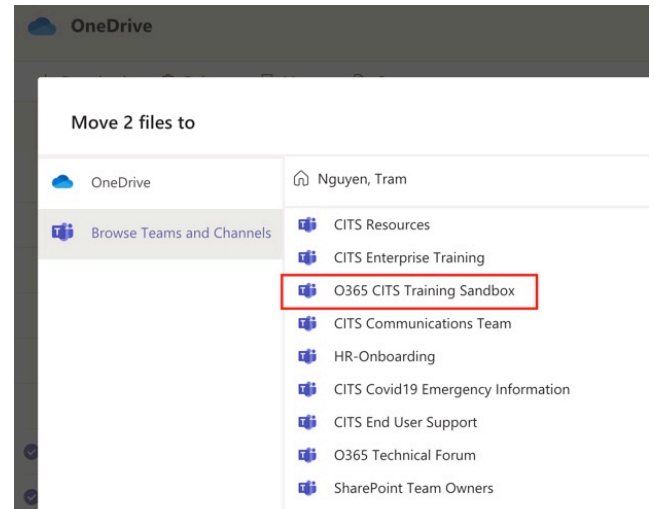 OneDrive
Move 2 files to
OneDrive
Browse Teams and Channels
Nguyen, Tram
CITS Resources
CITS Enterprise Training
O365 CITS Training Sandbox
CITS Communications Team
HR-Onboarding
CITS Covid19 Emergency Information
CITS End User Support
O365 Technical Forum
SharePoint Team Owners